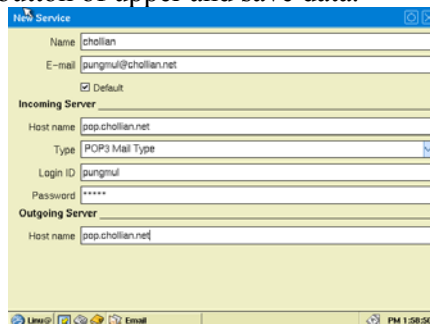 button of upper and save data.
New Service
Name chollian
E-mail pungmul@chollian.net
Default
Incoming Server
Host name pop.chollian.net
Type POP3 Mail Type
Login ID pungmul
Password *****
Outgoing Server
Host name pop.chollian.net
Linu@ Email PM 1:58:50